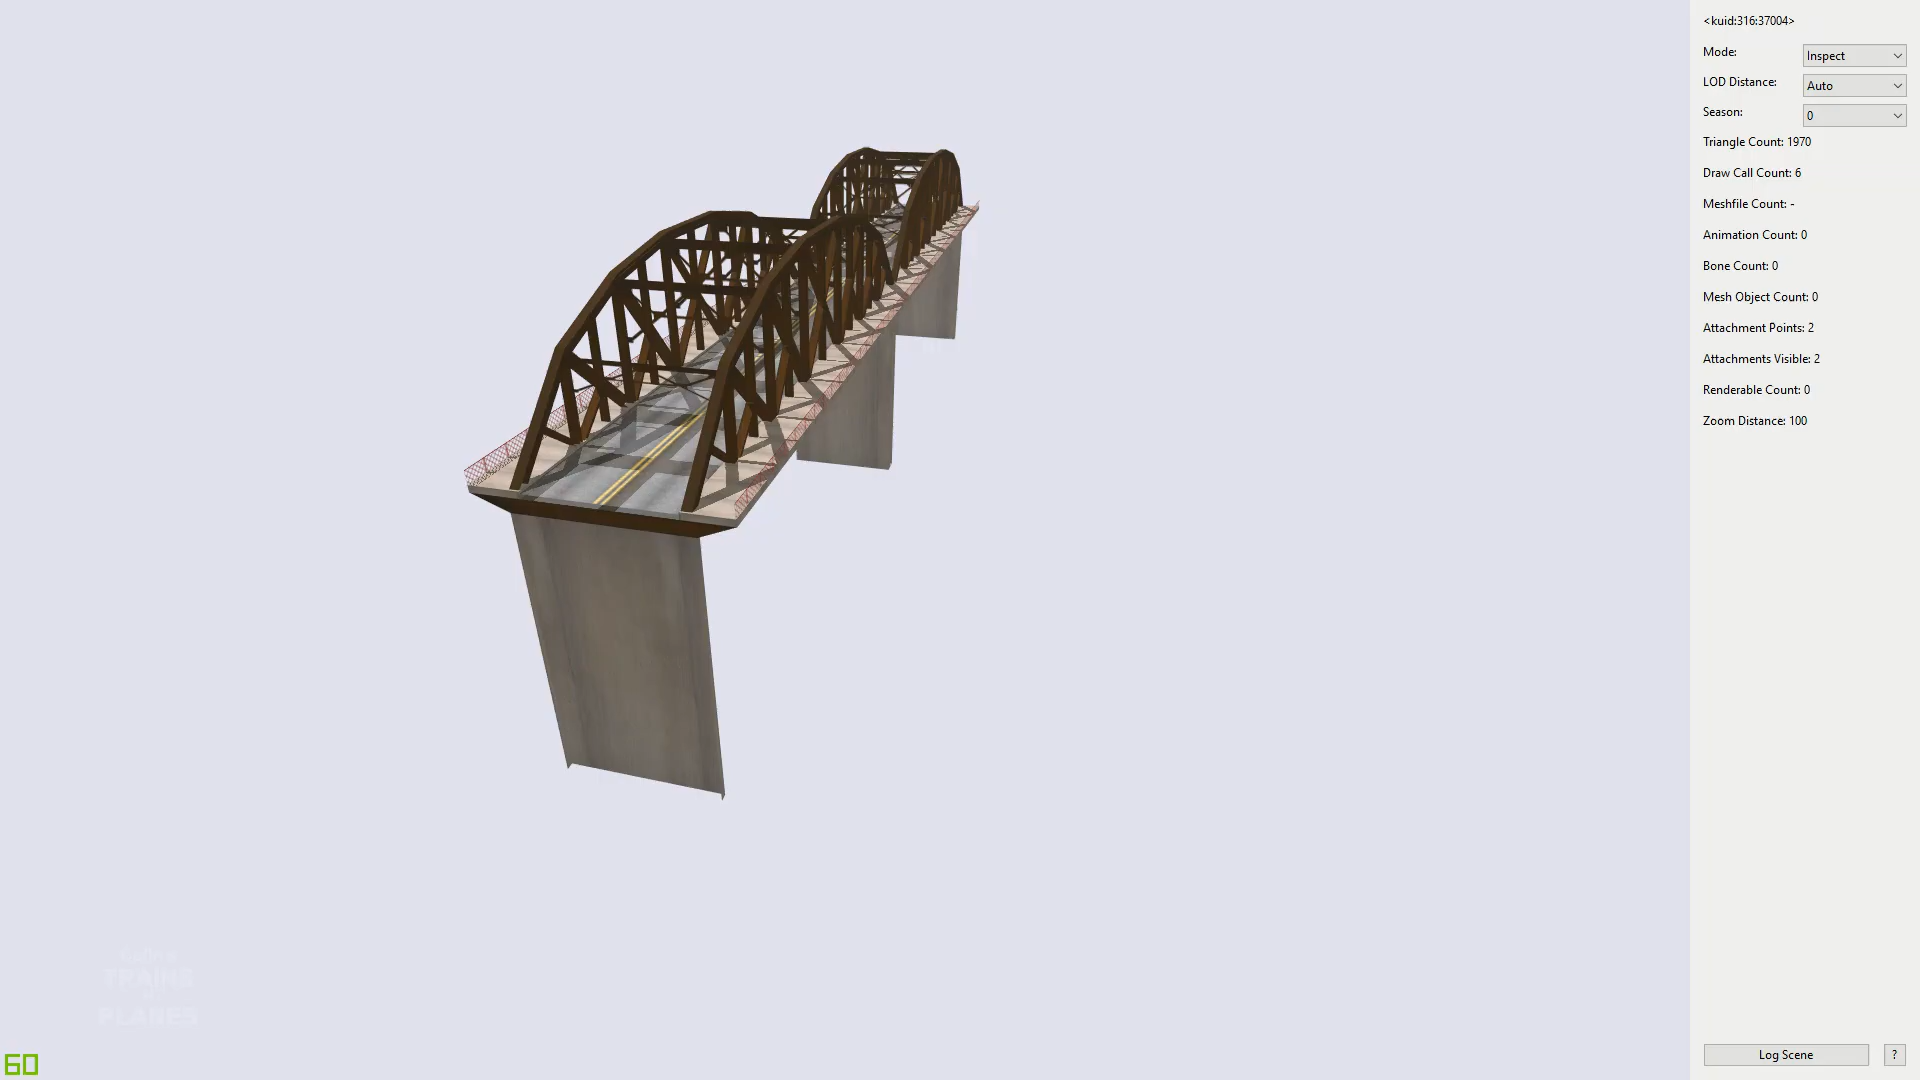 <kuid:316:37004>
Mode: Inspect
LOD Distance: Auto
Season: 0
Triangle Count: 1970
Draw Call Count: 6
Meshfile Count: -
Animation Count: 0
Bone Count: 0
Mesh Object Count: 0
Attachment Points: 2
Attachments Visible: 2
Renderable Count: 0
Zoom Distance: 100
TRAINS
PLANES
60
Log Scene ?